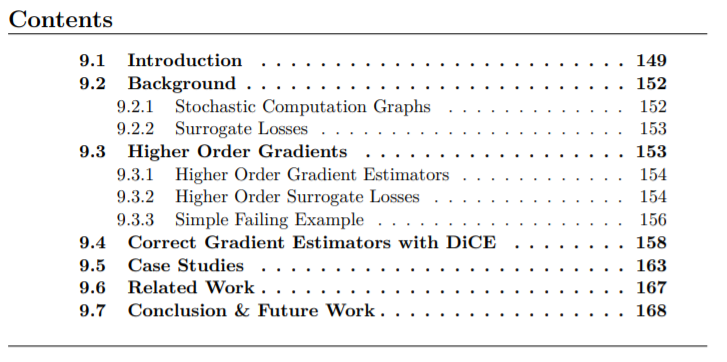 Contents
9.1 Introduction . . . . . . . . . . . . . . . . . . . . . . . . . 149
9.2 Background . . . . . . . . . . . . . . . . . . . . . . . . . . 152
9.2.1 Stochastic Computation Graphs . . . . . . . . . . . . . 152
9.2.2 Surrogate Losses . . . . . . . . . . . . . . . . . . . . . . 153
9.3 Higher Order Gradients . . . . . . . . . . . . . . . . . . 153
9.3.1 Higher Order Gradient Estimators . . . . . . . . . . . . 154
9.3.2 Higher Order Surrogate Losses . . . . . . . . . . . . . . 154
9.3.3 Simple Failing Example . . . . . . . . . . . . . . . . . . 156
9.4 Correct Gradient Estimators with DiCE . . . . . . . . 158
9.5 Case Studies . . . . . . . . . . . . . . . . . . . . . . . . . 163
9.6 Related Work . . . . . . . . . . . . . . . . . . . . . . . . . 167
9.7 Conclusion & Future Work . . . . . . . . . . . . . . . . . 168